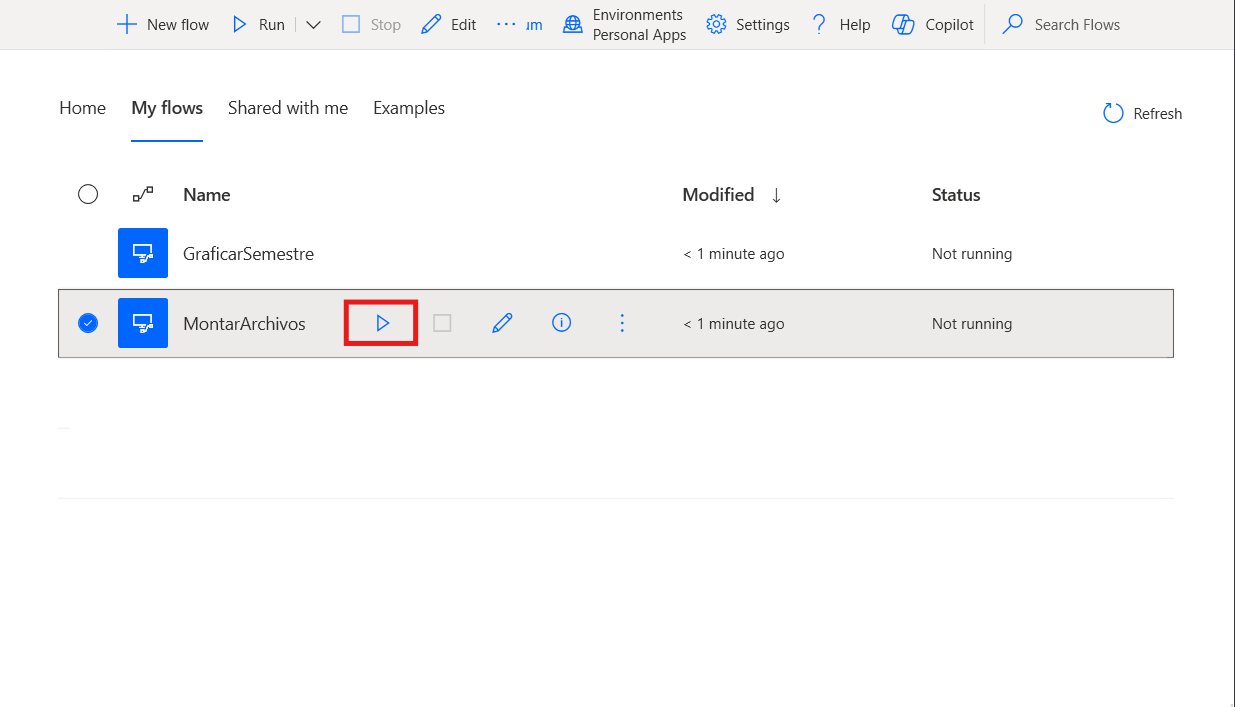 New flow Run Stop Edit ··· um Environments Settings Help Copilot Search Flows
Personal Apps
Home My flows Shared with me Examples Refresh
Name Modified ↓ Status
GraficarSemestre < 1 minute ago Not running
MontarArchivos < 1 minute ago Not running